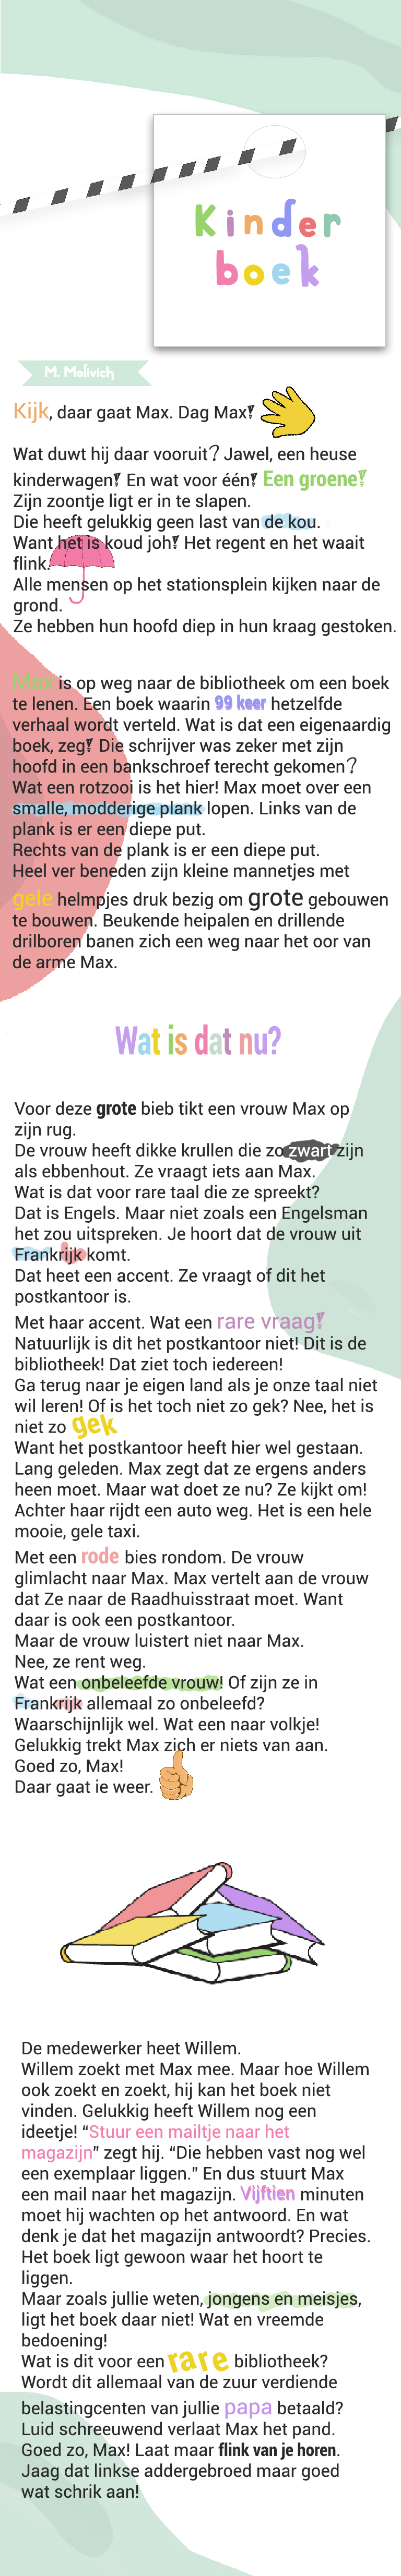 Kinder
boek
M. Molivich
Kijk, daar gaat Max. Dag Max!
Wat duwt hij daar vooruit? Jawel, een heuse
kinderwagen! En wat voor één! Een groene!
Zijn zoontje ligt er in te slapen.
Die heeft gelukkig geen last van de kou.
Want het is koud joh! Het regent en het waait
flink.
Alle mensen op het stationsplein kijken naar de
grond.
Ze hebben hun hoofd diep in hun kraag gestoken.
Max is op weg naar de bibliotheek om een boek
te lenen. Een boek waarin 99 keer hetzelfde
verhaal wordt verteld. Wat is dat een eigenaardig
boek, zeg! Die schrijver was zeker met zijn
hoofd in een bankschroef terecht gekomen?
Wat een rotzooi is het hier! Max moet over een
smalle, modderige plank lopen. Links van de
plank is er een diepe put.
Rechts van de plank is er een diepe put.
Heel ver beneden zijn kleine mannetjes met
gele helmpjes druk bezig om grote gebouwen
te bouwen. Beukende heipalen en drillende
drilboren banen zich een weg naar het oor van
de arme Max.
Wat is dat nu?
Voor deze grote bieb tikt een vrouw Max op
zijn rug.
De vrouw heeft dikke krullen die zo zwart zijn
als ebbenhout. Ze vraagt iets aan Max.
Wat is dat voor rare taal die ze spreekt?
Dat is Engels. Maar niet zoals een Engelsman
het zou uitspreken. Je hoort dat de vrouw uit
Frankrijk komt.
Dat heet een accent. Ze vraagt of dit het
postkantoor is.
Met haar accent. Wat een rare vraag!
Natuurlijk is dit het postkantoor niet! Dit is de
bibliotheek! Dat ziet toch iedereen!
Ga terug naar je eigen land als je onze taal niet
wil leren! Of is het toch niet zo gek? Nee, het is
niet zo gek
Want het postkantoor heeft hier wel gestaan.
Lang geleden. Max zegt dat ze ergens anders
heen moet. Maar wat doet ze nu? Ze kijkt om!
Achter haar rijdt een auto weg. Het is een hele
mooie, gele taxi.
Met een rode bies rondom. De vrouw
glimlacht naar Max. Max vertelt aan de vrouw
dat Ze naar de Raadhuisstraat moet. Want
daar is ook een postkantoor.
Maar de vrouw luistert niet naar Max.
Nee, ze rent weg.
Wat een onbeleefde vrouw! Of zijn ze in
Frankrijk allemaal zo onbeleefd?
Waarschijnlijk wel. Wat een naar volkje!
Gelukkig trekt Max zich er niets van aan.
Goed zo, Max!
Daar gaat ie weer.
De medewerker heet Willem.
Willem zoekt met Max mee. Maar hoe Willem
ook zoekt en zoekt, hij kan het boek niet
vinden. Gelukkig heeft Willem nog een
ideetje! “Stuur een mailtje naar het
magazijn” zegt hij. “Die hebben vast nog wel
een exemplaar liggen.” En dus stuurt Max
een mail naar het magazijn. Vijftien minuten
moet hij wachten op het antwoord. En wat
denk je dat het magazijn antwoordt? Precies.
Het boek ligt gewoon waar het hoort te
liggen.
Maar zoals jullie weten, jongens en meisjes,
ligt het boek daar niet! Wat en vreemde
bedoening!
Wat is dit voor een rare bibliotheek?
Wordt dit allemaal van de zuur verdiende
belastingcenten van jullie papa betaald?
Luid schreeuwend verlaat Max het pand.
Goed zo, Max! Laat maar flink van je horen.
Jaag dat linkse addergebroed maar goed
wat schrik aan!